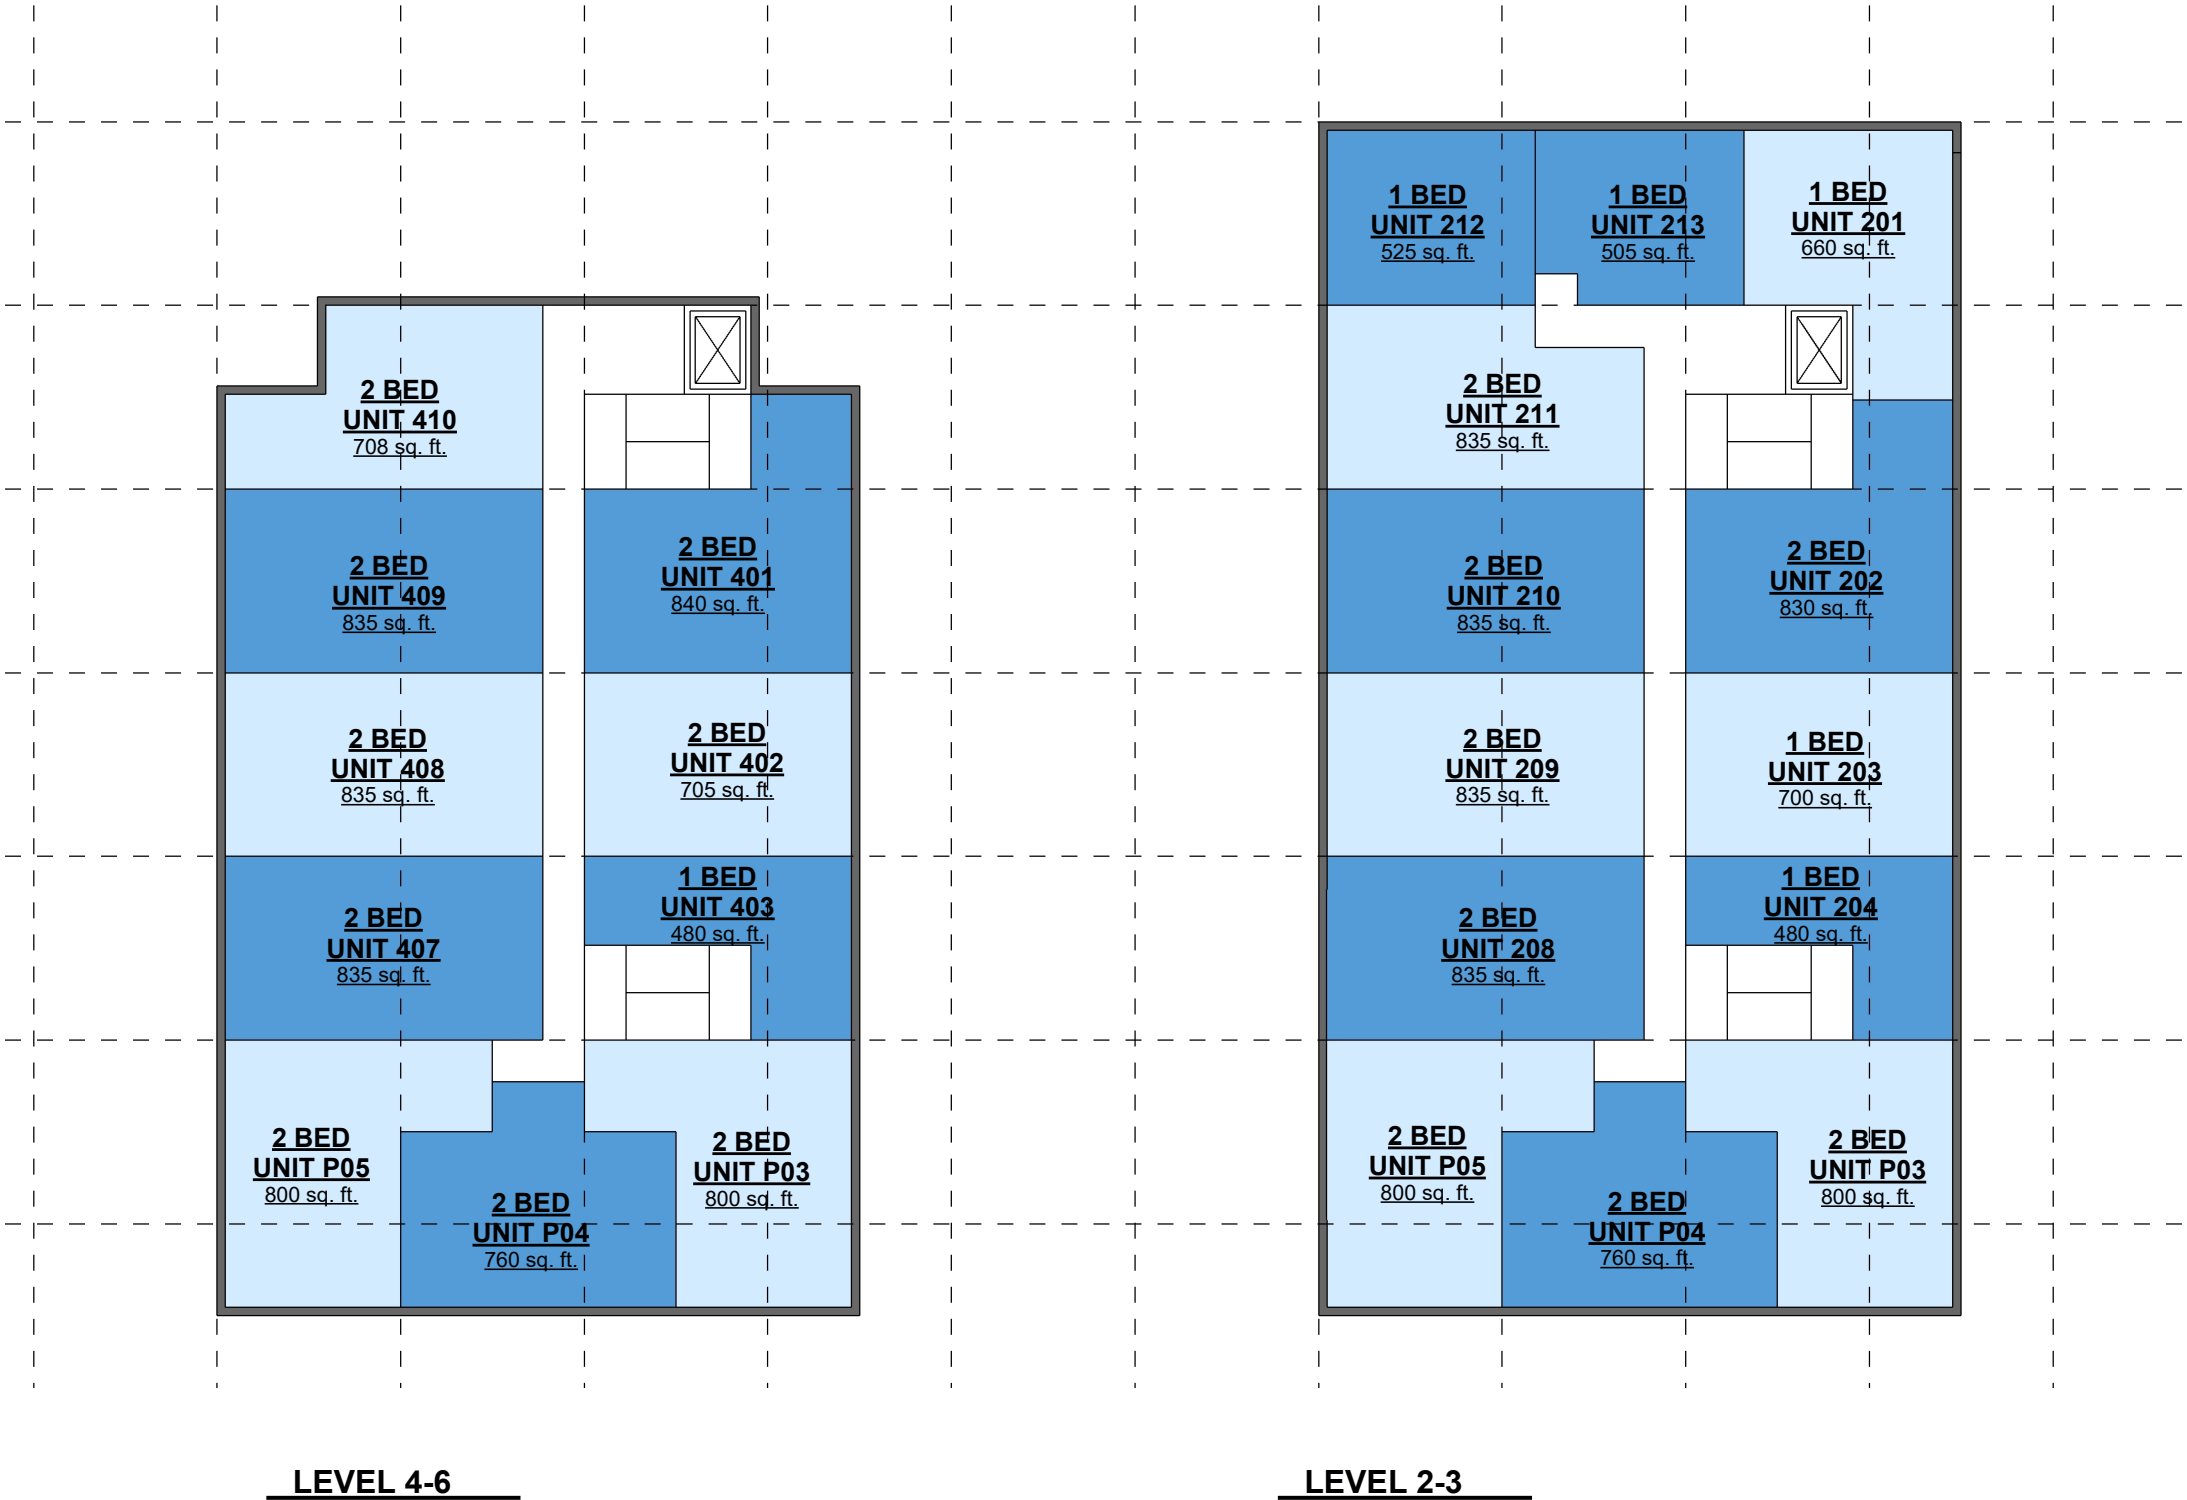 2 BED
UNIT 410
708 sq. ft.
2 BED
UNIT 409
835 sq. ft.
2 BED
UNIT 401
840 sq. ft.
2 BED
UNIT 408
835 sq. ft.
2 BED
UNIT 402
705 sq. ft.
2 BED
UNIT 407
835 sq. ft.
1 BED
UNIT 403
480 sq. ft.
2 BED
UNIT P05
800 sq. ft.
2 BED
UNIT P04
760 sq. ft.
2 BED
UNIT P03
800 sq. ft.
LEVEL 4-6
1 BED
UNIT 212
525 sq. ft.
1 BED
UNIT 213
505 sq. ft.
1 BED
UNIT 201
660 sq. ft.
2 BED
UNIT 211
835 sq. ft.
2 BED
UNIT 210
835 sq. ft.
2 BED
UNIT 202
830 sq. ft.
2 BED
UNIT 209
835 sq. ft.
1 BED
UNIT 203
700 sq. ft.
2 BED
UNIT 208
835 sq. ft.
1 BED
UNIT 204
480 sq. ft.
2 BED
UNIT P05
800 sq. ft.
2 BED
UNIT P04
760 sq. ft.
2 BED
UNIT P03
800 sq. ft.
LEVEL 2-3